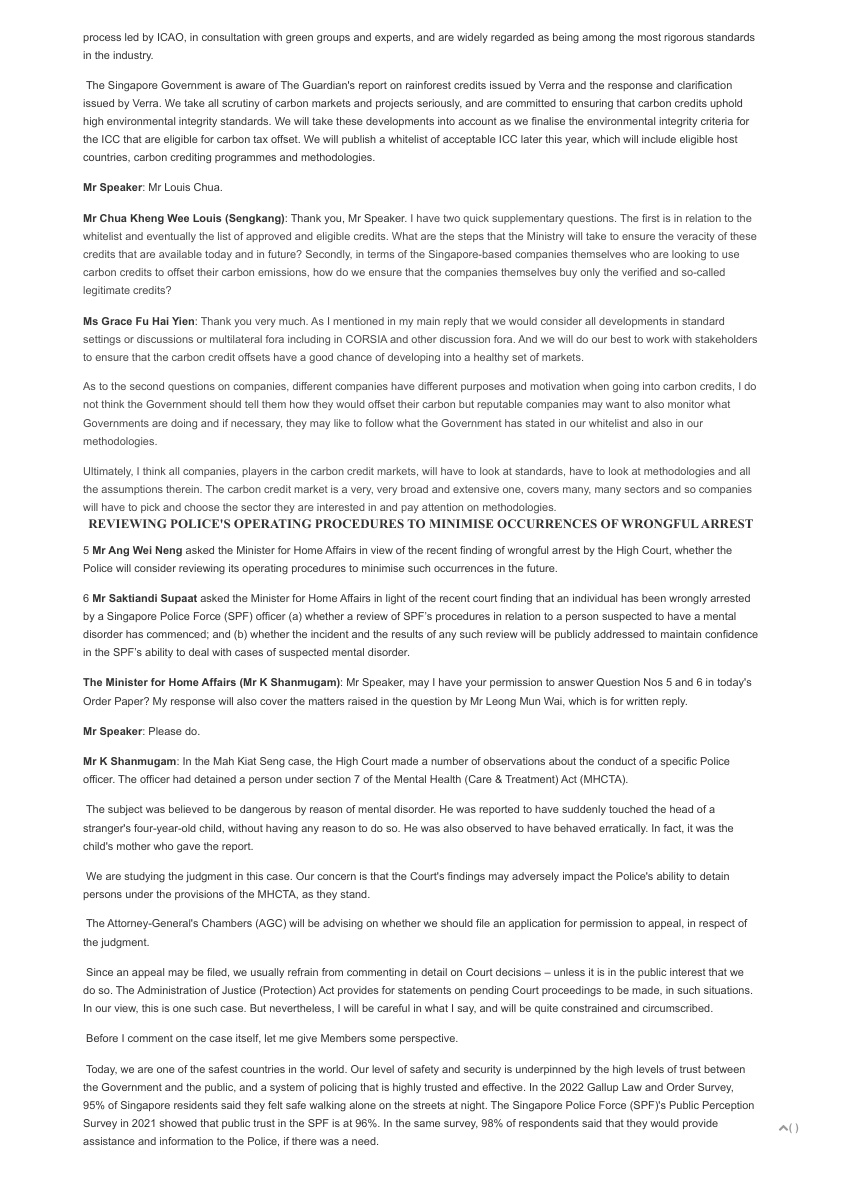 process led by ICAO, in consultation with green groups and experts, and are widely regarded as being among the most rigorous standards
in the industry.
The Singapore Government is aware of The Guardian's report on rainforest credits issued by Verra and the response and clarification
issued by Verra. We take all scrutiny of carbon markets and projects seriously, and are committed to ensuring that carbon credits uphold
high environmental integrity standards. We will take these developments into account as we finalise the environmental integrity criteria for
the ICC that are eligible for carbon tax offset. We will publish a whitelist of acceptable ICC later this year, which will include eligible host
countries, carbon crediting programmes and methodologies.
Mr Speaker: Mr Louis Chua.
Mr Chua Kheng Wee Louis (Sengkang): Thank you, Mr Speaker. I have two quick supplementary questions. The first is in relation to the
whitelist and eventually the list of approved and eligible credits. What are the steps that the Ministry will take to ensure the veracity of these
credits that are available today and in future? Secondly, in terms of the Singapore-based companies themselves who are looking to use
carbon credits to offset their carbon emissions, how do we ensure that the companies themselves buy only the verified and so-called
legitimate credits?
Ms Grace Fu Hai Yien: Thank you very much. As I mentioned in my main reply that we would consider all developments in standard
settings or discussions or multilateral fora including in CORSIA and other discussion fora. And we will do our best to work with stakeholders
to ensure that the carbon credit offsets have a good chance of developing into a healthy set of markets.
As to the second questions on companies, different companies have different purposes and motivation when going into carbon credits, I do
not think the Government should tell them how they would offset their carbon but reputable companies may want to also monitor what
Governments are doing and if necessary, they may like to follow what the Government has stated in our whitelist and also in our
methodologies.
Ultimately, I think all companies, players in the carbon credit markets, will have to look at standards, have to look at methodologies and all
the assumptions therein. The carbon credit market is a very, very broad and extensive one, covers many, many sectors and so companies
will have to pick and choose the sector they are interested in and pay attention on methodologies.
REVIEWING POLICE'S OPERATING PROCEDURES TO MINIMISE OCCURRENCES OF WRONGFUL ARREST
5 Mr Ang Wei Neng asked the Minister for Home Affairs in view of the recent finding of wrongful arrest by the High Court, whether the
Police will consider reviewing its operating procedures to minimise such occurrences in the future.
6 Mr Saktiandi Supaat asked the Minister for Home Affairs in light of the recent court finding that an individual has been wrongly arrested
by a Singapore Police Force (SPF) officer (a) whether a review of SPF's procedures in relation to a person suspected to have a mental
disorder has commenced; and (b) whether the incident and the results of any such review will be publicly addressed to maintain confidence
in the SPF's ability to deal with cases of suspected mental disorder.
The Minister for Home Affairs (Mr K Shanmugam): Mr Speaker, may I have your permission to answer Question Nos 5 and 6 in today's
Order Paper? My response will also cover the matters raised in the question by Mr Leong Mun Wai, which is for written reply.
Mr Speaker: Please do.
Mr K Shanmugam: In the Mah Kiat Seng case, the High Court made a number of observations about the conduct of a specific Police
officer. The officer had detained a person under section 7 of the Mental Health (Care & Treatment) Act (MHCTA).
The subject was believed to be dangerous by reason of mental disorder. He was reported to have suddenly touched the head of a
stranger's four-year-old child, without having any reason to do so. He was also observed to have behaved erratically. In fact, it was the
child's mother who gave the report.
We are studying the judgment in this case. Our concern is that the Court's findings may adversely impact the Police's ability to detain
persons under the provisions of the MHCTA, as they stand.
The Attorney-General's Chambers (AGC) will be advising on whether we should file an application for permission to appeal, in respect of
the judgment.
Since an appeal may be filed, we usually refrain from commenting in detail on Court decisions – unless it is in the public interest that we
do so. The Administration of Justice (Protection) Act provides for statements on pending Court proceedings to be made, in such situations.
In our view, this is one such case. But nevertheless, I will be careful in what I say, and will be quite constrained and circumscribed.
Before I comment on the case itself, let me give Members some perspective.
Today, we are one of the safest countries in the world. Our level of safety and security is underpinned by the high levels of trust between
the Government and the public, and a system of policing that is highly trusted and effective. In the 2022 Gallup Law and Order Survey,
95% of Singapore residents said they felt safe walking alone on the streets at night. The Singapore Police Force (SPF)'s Public Perception
Survey in 2021 showed that public trust in the SPF is at 96%. In the same survey, 98% of respondents said that they would provide
assistance and information to the Police, if there was a need.
( )